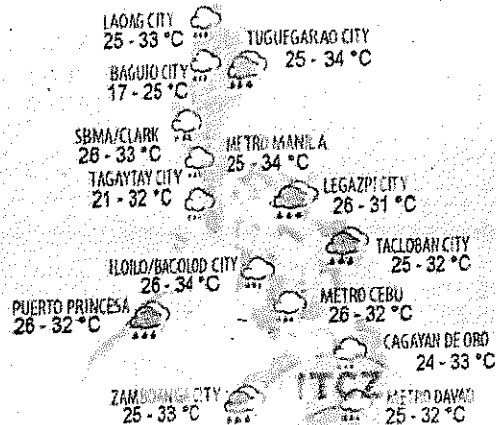 LAOAG CITY
25 - 33 °C
TUGUEGARAO CITY
25 - 34 °C
BAGUIO CITY
17 - 25 °C
SBMA/CLARK
26 - 33 °C
METRO MANILA
25 - 34 °C
TAGAYTAY CITY
21 - 32 °C
LEGAZPI CITY
26 - 31 °C
TACLOBAN CITY
25 - 32 °C
ILOILO/BACOLOD CITY
26 - 34 °C
PUERTO PRINCESA
26 - 32 °C
METRO CEBU
26 - 32 °C
CAGAYAN DE ORO
24 - 33 °C
ITCZ
ZAMBOANGA CITY
25 - 33 °C
METRO DAVAO
25 - 32 °C